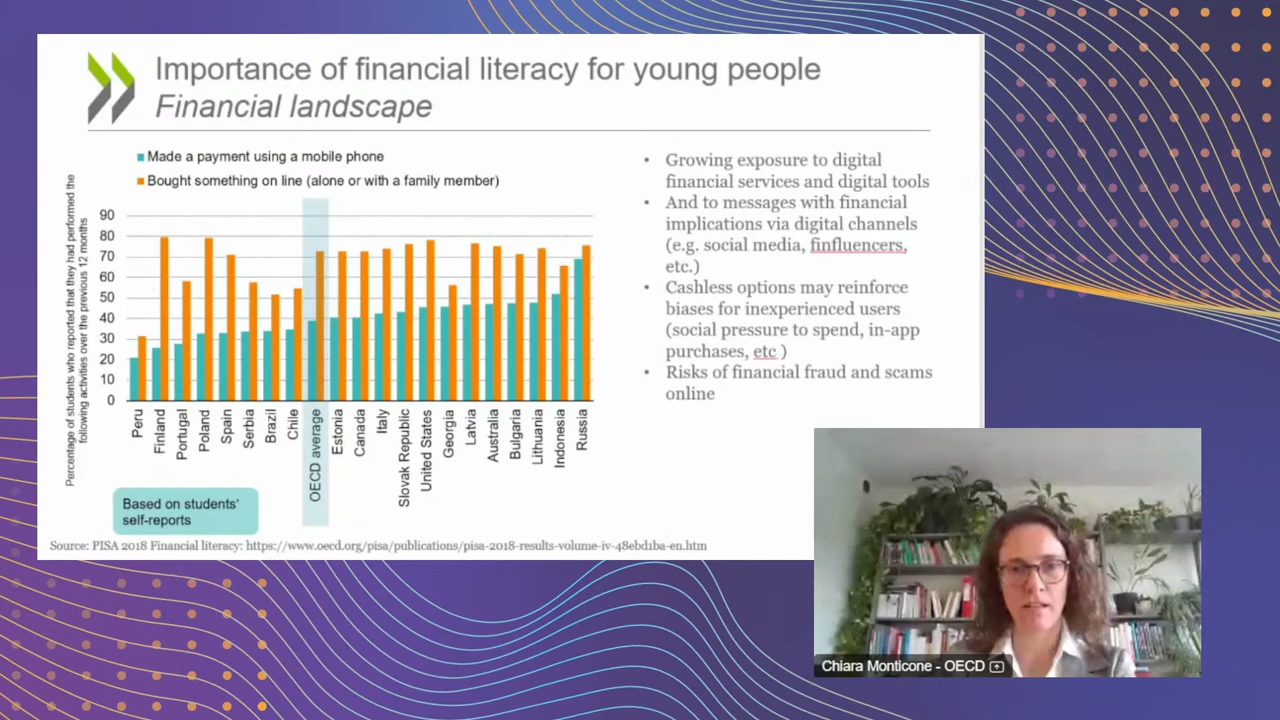 Importance of financial literacy for young people
Financial landscape
Made a payment using a mobile phone
Bought something on line (alone or with a family member)
Percentage of students who reported that they had performed the
following activities over the previous 12 months
90
80
70
60
50
40
30
20
10
0
Peru
Finland
Portugal
Poland
Spain
Serbia
Brazil
Chile
OECD average
Estonia
Canada
Italy
Slovak Republic
United States
Georgia
Latvia
Australia
Bulgaria
Lithuania
Indonesia
Russia
Based on students'
self-reports
Source: PISA 2018 Financial literacy: https://www.oecd.org/pisa/publications/pisa-2018-results-volume-iv-48ebd1ba-en.htm
• Growing exposure to digital
financial services and digital tools
• And to messages with financial
implications via digital channels
(e.g. social media, finfluencers,
etc.)
• Cashless options may reinforce
biases for inexperienced users
(social pressure to spend, in-app
purchases, etc )
• Risks of financial fraud and scams
online
Chiara Monticone - OECD